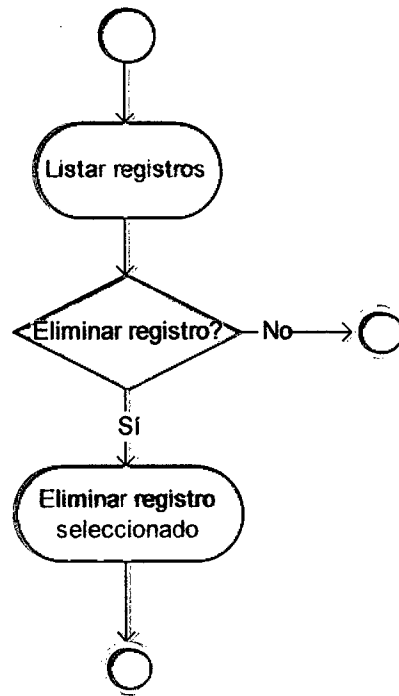 Listar registros
Eliminar registro?
No
Sí
Eliminar registro
seleccionado